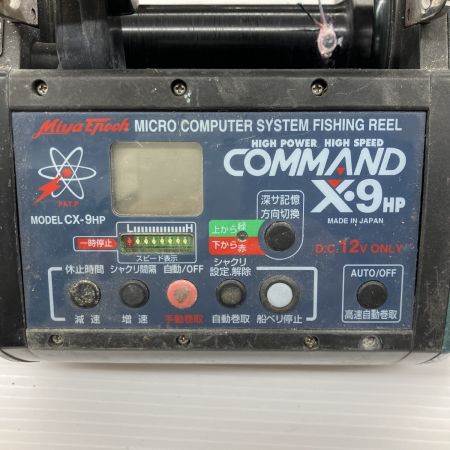 Miya Epoch MICRO COMPUTER SYSTEM FISHING REEL
HIGH POWER HIGH SPEED
COMMAND
X-9HP
MADE IN JAPAN
D.C.12V ONLY
PAT.P
MODEL CX-9HP
L H
一時停止
スピード表示
深サ記憶
方向切換
上から 緑
下から 赤
休止時間 シャクリ間隔 自動/OFF シャクリ設定.解除
減速 増速 手動巻取 自動巻取 船ベリ停止
AUTO/OFF
高速自動巻取